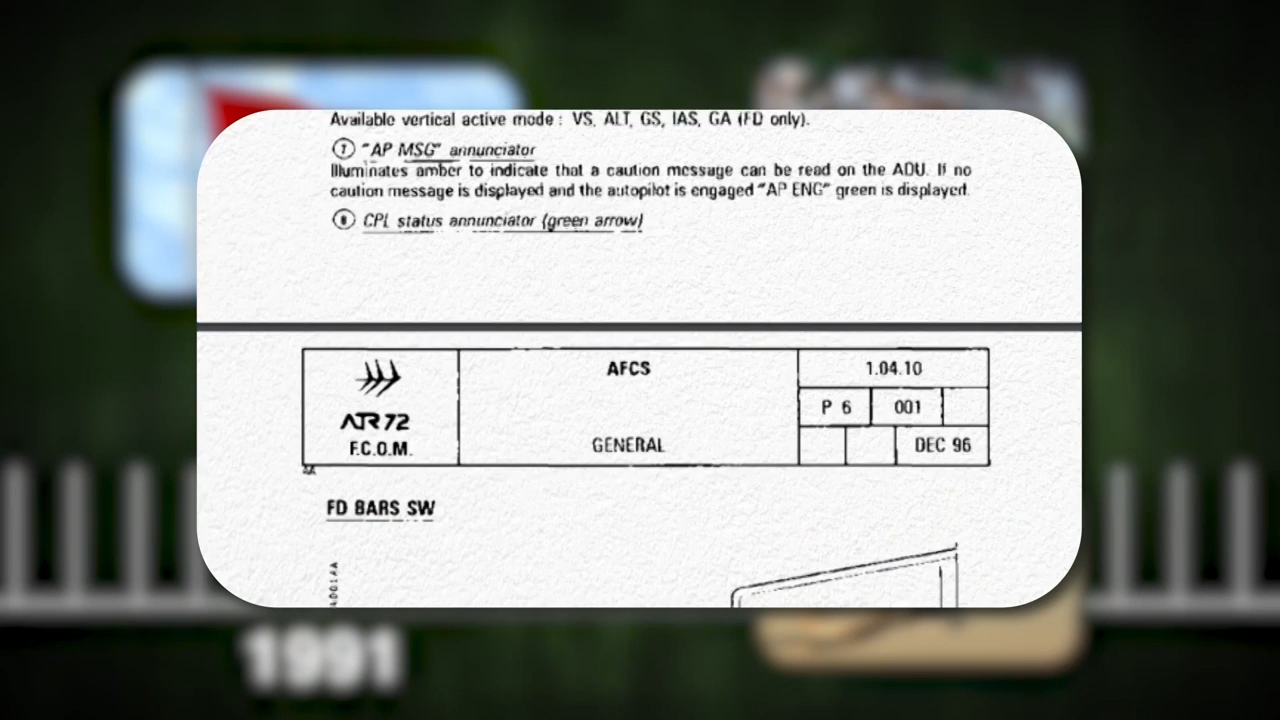 Available vertical active mode : VS, ALT, GS, IAS, GA (FD only).
7 "AP MSG" annunciator
Illuminates amber to indicate that a caution message can be read on the ADU. If no
caution message is displayed and the autopilot is engaged "AP ENG" green is displayed.
8 CPL status annunciator (green arrow)
ATR 72
F.C.O.M.
AFCS
GENERAL
1.04.10
P 6 001
DEC 96
AA
FD BARS SW
1991